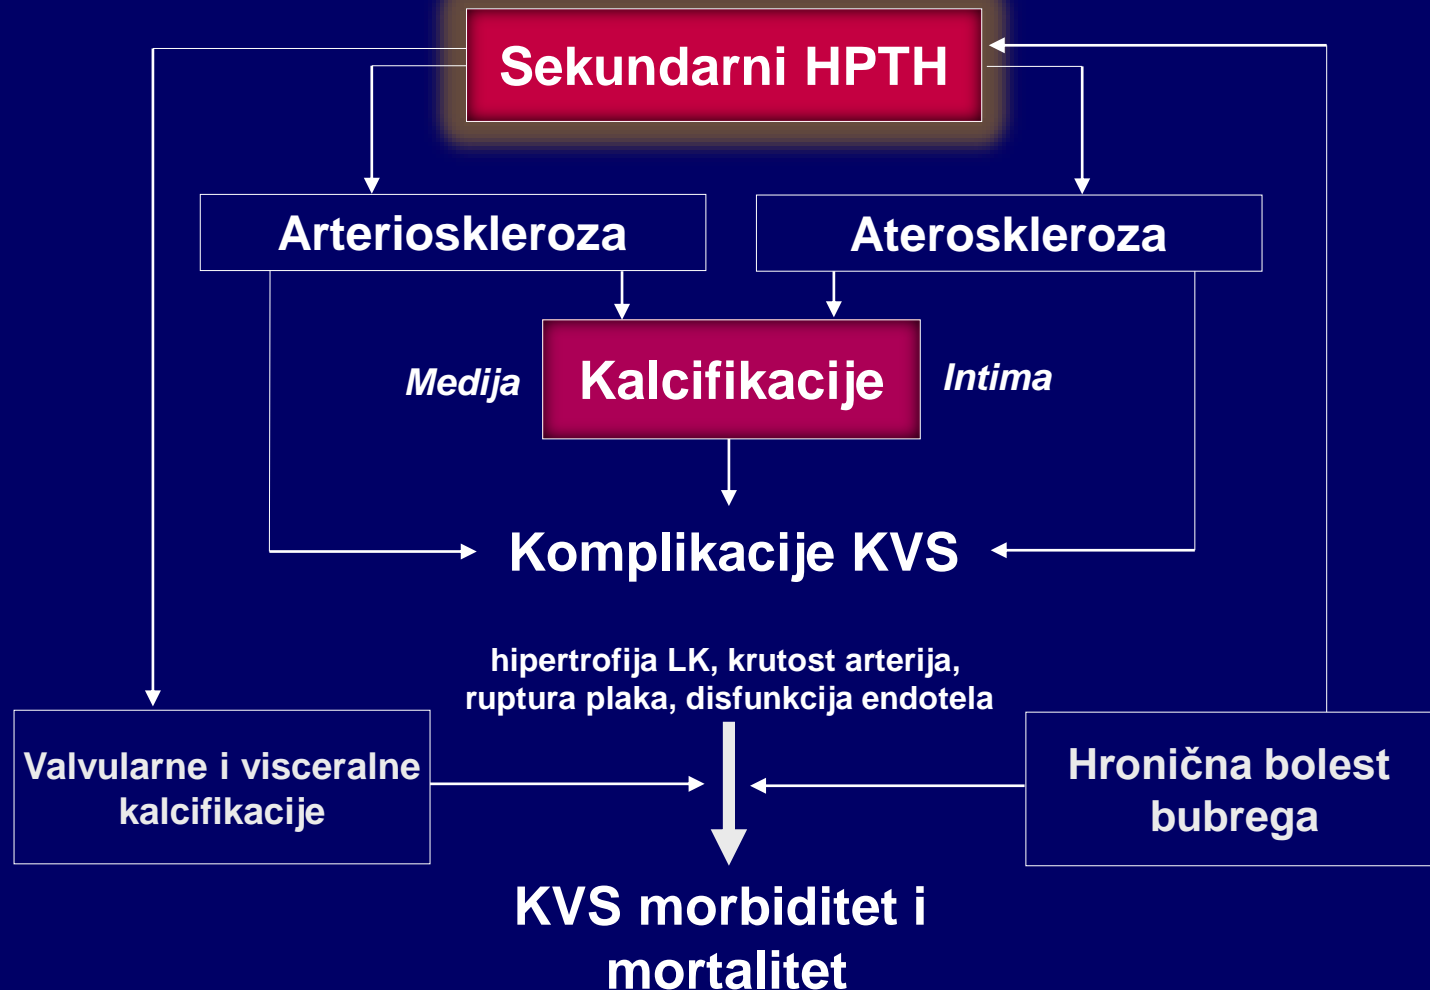 Sekundarni HPTH
Arterioskleroza
Ateroskleroza
Medija
Kalcifikacije
Intima
Komplikacije KVS
hipertrofija LK, krutost arterija,
ruptura plaka, disfunkcija endotela
Valvularne i visceralne
kalcifikacije
Hronična bolest
bubrega
KVS morbiditet i
mortalitet